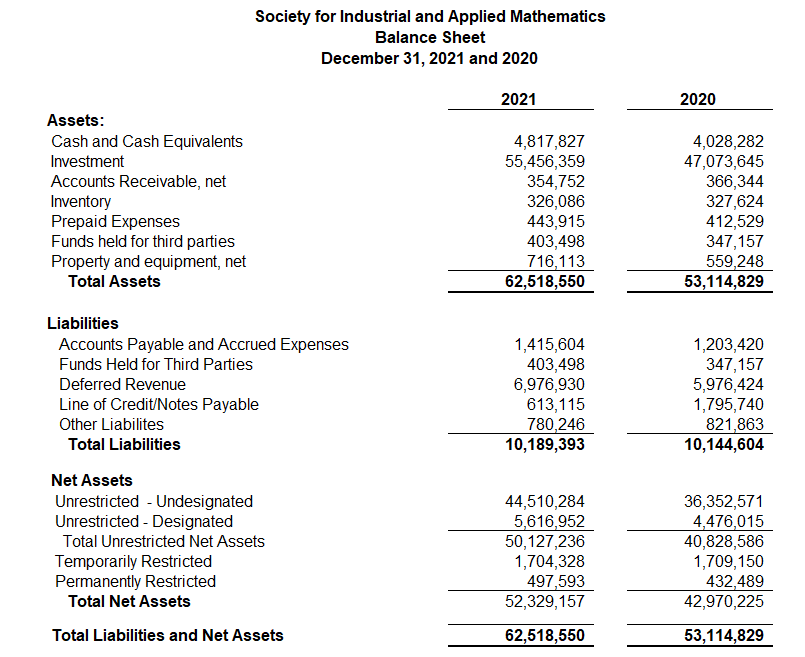 Society for Industrial and Applied Mathematics
Balance Sheet
December 31, 2021 and 2020
2021 2020
Assets:
Cash and Cash Equivalents 4,817,827 4,028,282
Investment 55,456,359 47,073,645
Accounts Receivable, net 354,752 366,344
Inventory 326,086 327,624
Prepaid Expenses 443,915 412,529
Funds held for third parties 403,498 347,157
Property and equipment, net 716,113 559,248
Total Assets 62,518,550 53,114,829
Liabilities
Accounts Payable and Accrued Expenses 1,415,604 1,203,420
Funds Held for Third Parties 403,498 347,157
Deferred Revenue 6,976,930 5,976,424
Line of Credit/Notes Payable 613,115 1,795,740
Other Liabilites 780,246 821,863
Total Liabilities 10,189,393 10,144,604
Net Assets
Unrestricted - Undesignated 44,510,284 36,352,571
Unrestricted - Designated 5,616,952 4,476,015
Total Unrestricted Net Assets 50,127,236 40,828,586
Temporarily Restricted 1,704,328 1,709,150
Permanently Restricted 497,593 432,489
Total Net Assets 52,329,157 42,970,225
Total Liabilities and Net Assets 62,518,550 53,114,829